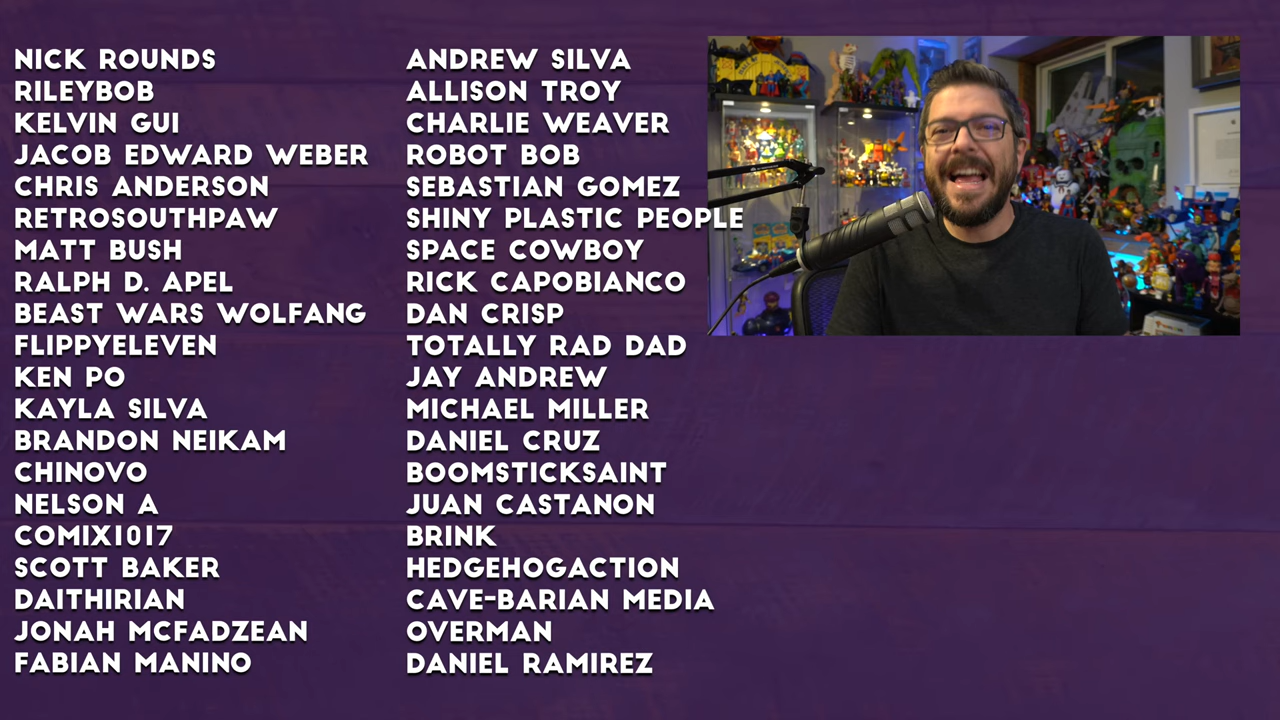 NICK ROUNDS
RILEYBOB
KELVIN GUI
JACOB EDWARD WEBER
CHRIS ANDERSON
RETROSOUTHPAW
MATT BUSH
RALPH D. APEL
BEAST WARS WOLFANG
FLIPPYELEVEN
KEN PO
KAYLA SILVA
BRANDON NEIKAM
CHINOVO
NELSON A
COMIX1017
SCOTT BAKER
DAITHIRIAN
JONAH MCFADZEAN
FABIAN MANINO
ANDREW SILVA
ALLISON TROY
CHARLIE WEAVER
ROBOT BOB
SEBASTIAN GOMEZ
SHINY PLASTIC PEOPLE
SPACE COWBOY
RICK CAPOBIANCO
DAN CRISP
TOTALLY RAD DAD
JAY ANDREW
MICHAEL MILLER
DANIEL CRUZ
BOOMSTICKSAINT
JUAN CASTANON
BRINK
HEDGEHOGACTION
CAVE-BARIAN MEDIA
OVERMAN
DANIEL RAMIREZ